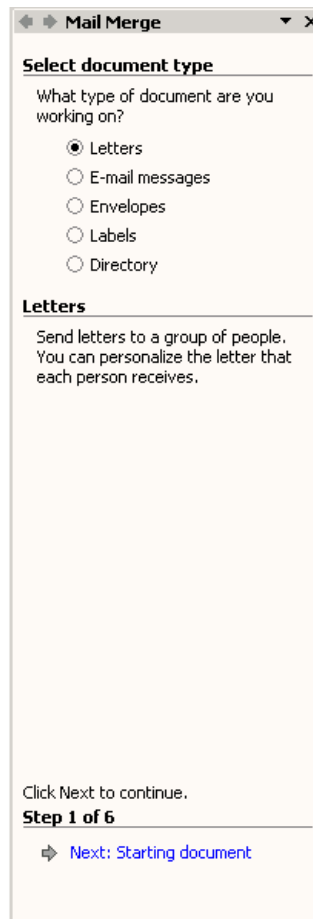 Mail Merge
Select document type
What type of document are you
working on?
Letters
E-mail messages
Envelopes
Labels
Directory
Letters
Send letters to a group of people.
You can personalize the letter that
each person receives.
Click Next to continue.
Step 1 of 6
Next: Starting document